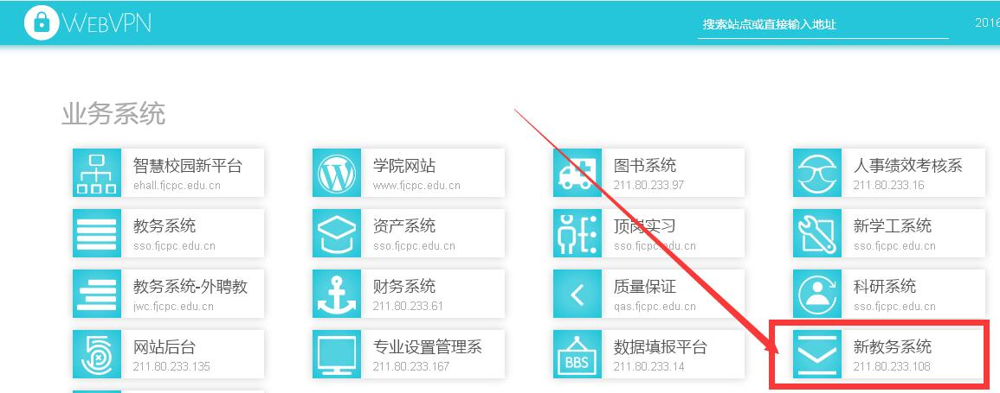 WEBVPN
搜索站点或直接输入地址
2016
业务系统
智慧校园新平台
ehall.fjcpc.edu.cn
学院网站
www.fjcpc.edu.cn
图书系统
211.80.233.97
人事绩效考核系
211.80.233.16
教务系统
sso.fjcpc.edu.cn
资产系统
sso.fjcpc.edu.cn
顶岗实习
sso.fjcpc.edu.cn
新学工系统
sso.fjcpc.edu.cn
教务系统-外聘教
jwc.fjcpc.edu.cn
财务系统
211.80.233.61
质量保证
qas.fjcpc.edu.cn
科研系统
sso.fjcpc.edu.cn
网站后台
211.80.233.135
专业设置管理系
211.80.233.167
BBS
数据填报平台
211.80.233.14
新教务系统
211.80.233.108